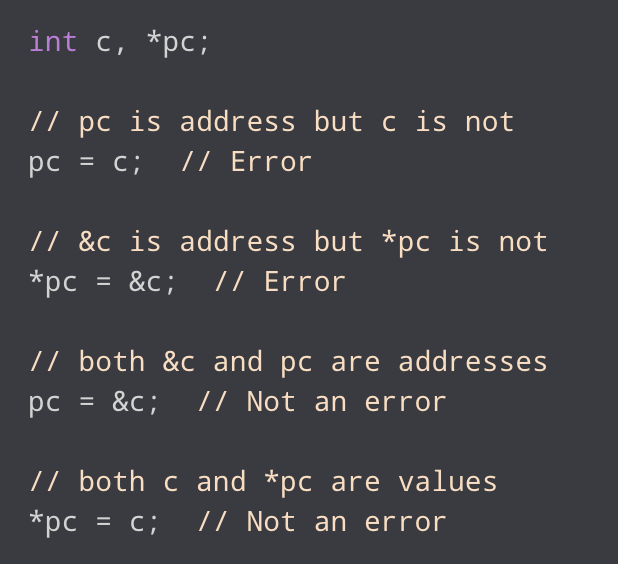 int c, *pc;
// pc is address but c is not
pc = c;  // Error
// &c is address but *pc is not
*pc = &c;  // Error
// both &c and pc are addresses
pc = &c;  // Not an error
// both c and *pc are values
*pc = c;  // Not an error